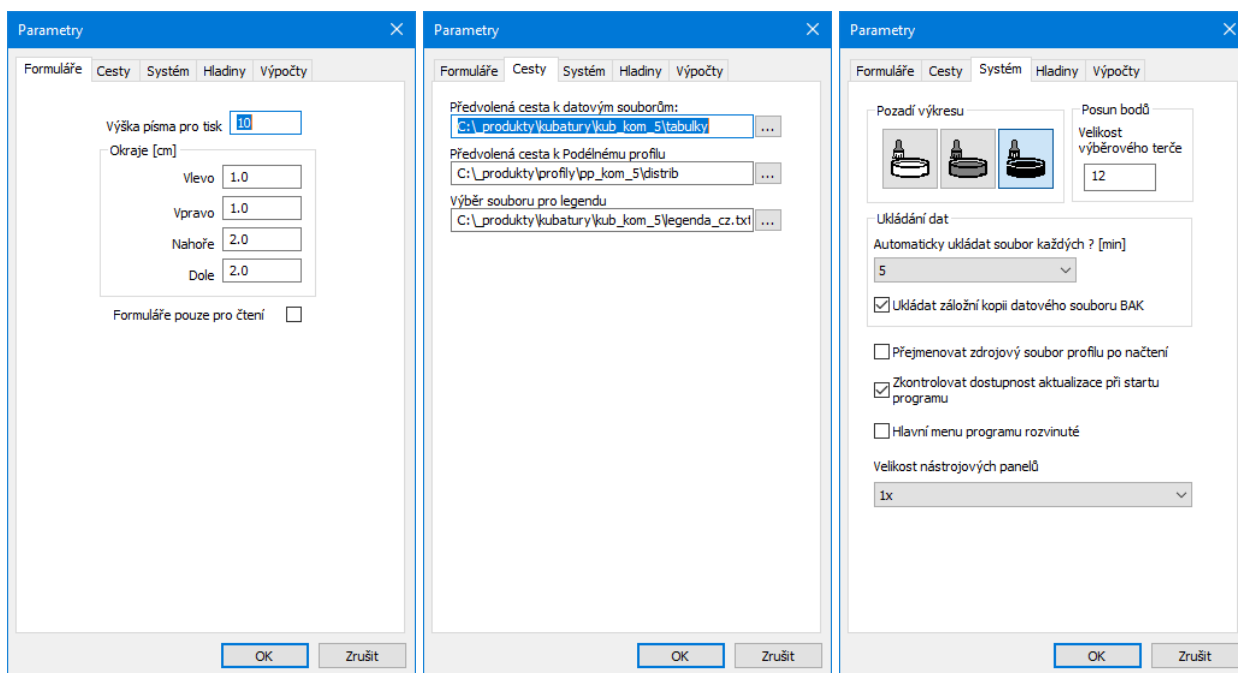 Parametry
Formuláře Cesty Systém Hladiny Výpočty
Výška písma pro tisk 10
Okraje [cm]
Vlevo 1.0
Vpravo 1.0
Nahoře 2.0
Dole 2.0
Formuláře pouze pro čtení
OK Zrušit
Parametry
Formuláře Cesty Systém Hladiny Výpočty
Předvolená cesta k datovým souborům:
C:\_produkty\kubatury\kub_kom_5\tabulky ...
Předvolená cesta k Podélnému profilu
C:\_produkty\profily\pp_kom_5\distrib ...
Výběr souboru pro legendu
C:\_produkty\kubatury\kub_kom_5\legenda_cz.txt ...
OK Zrušit
Parametry
Formuláře Cesty Systém Hladiny Výpočty
Pozadí výkresu
Posun bodů
Velikost
výběrového terče
12
Ukládání dat
Automaticky ukládat soubor každých ? [min]
5
Ukládat záložní kopii datového souboru BAK
Přejmenovat zdrojový soubor profilu po načtení
Zkontrolovat dostupnost aktualizace při startu
programu
Hlavní menu programu rozvinuté
Velikost nástrojových panelů
1x
OK Zrušit